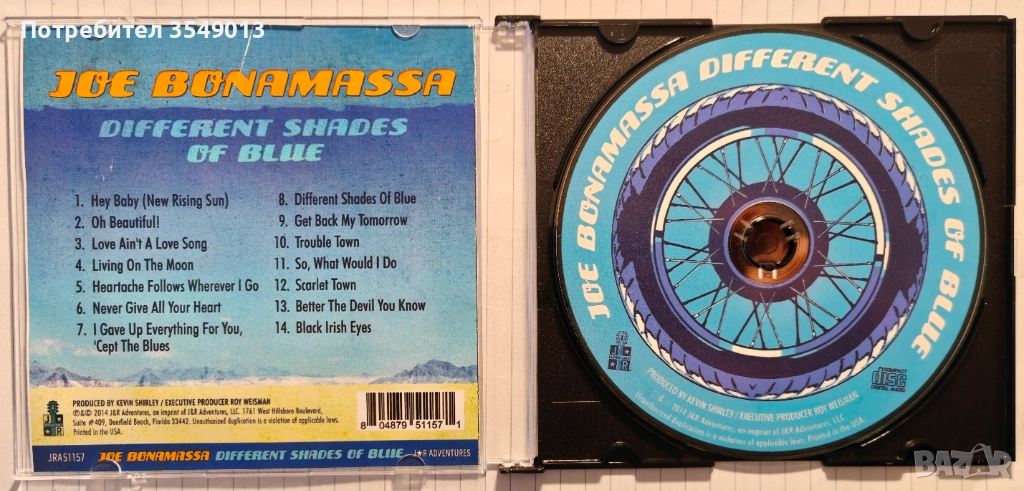 Потребител 3549013
JOE BONAMASSA
DIFFERENT SHADES
OF BLUE
1. Hey Baby (New Rising Sun)
2. Oh Beautiful!
3. Love Ain't A Love Song
4. Living On The Moon
5. Heartache Follows Wherever I Go
6. Never Give All Your Heart
7. I Gave Up Everything For You,
'Cept The Blues
8. Different Shades Of Blue
9. Get Back My Tomorrow
10. Trouble Town
11. So, What Would I Do
12. Scarlet Town
13. Better The Devil You Know
14. Black Irish Eyes
PRODUCED BY KEVIN SHIRLEY / EXECUTIVE PRODUCER ROY WEISMAN
℗&© 2014 J&R Adventures, an imprint of J&R Adventures, LLC. 1761 West Hillsboro Boulevard,
Suite #409, Deerfield Beach, Florida 33442. Unauthorized duplication is a violation of applicable laws.
Printed in the USA.
J R
8 04879 51157 1
JRA51157 JOE BONAMASSA DIFFERENT SHADES OF BLUE J★R ADVENTURES
JOE BONAMASSA DIFFERENT SHADES OF BLUE
J R
COMPACT
disc
DIGITAL AUDIO
PRODUCED BY KEVIN SHIRLEY / EXECUTIVE PRODUCER ROY WEISMAN
2014 J&R Adventures, an imprint of J&R Adventures, LLC.
Unauthorized duplication is a violation of applicable laws. Printed in the USA.
BAZAR